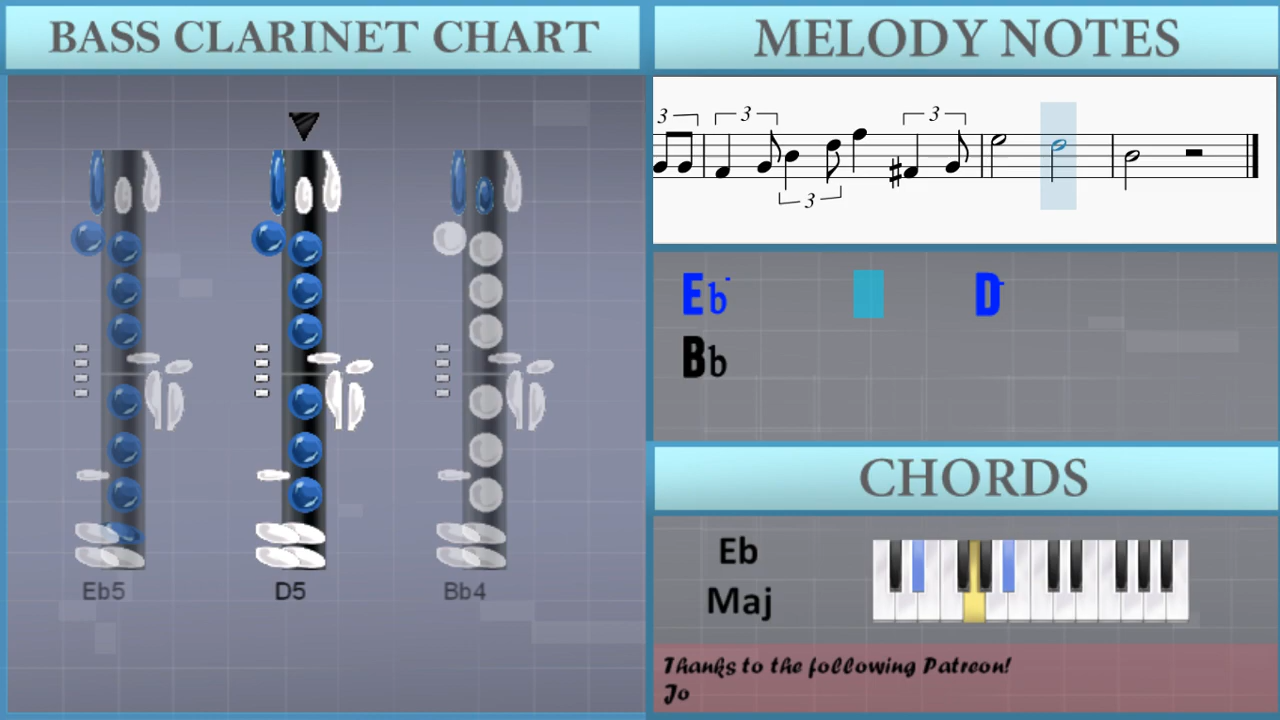 BASS CLARINET CHART
Eb5 D5 Bb4
MELODY NOTES
3 3 3 3
Eb D
Bb
CHORDS
Eb
Maj
Thanks to the following Patreon!
Jo